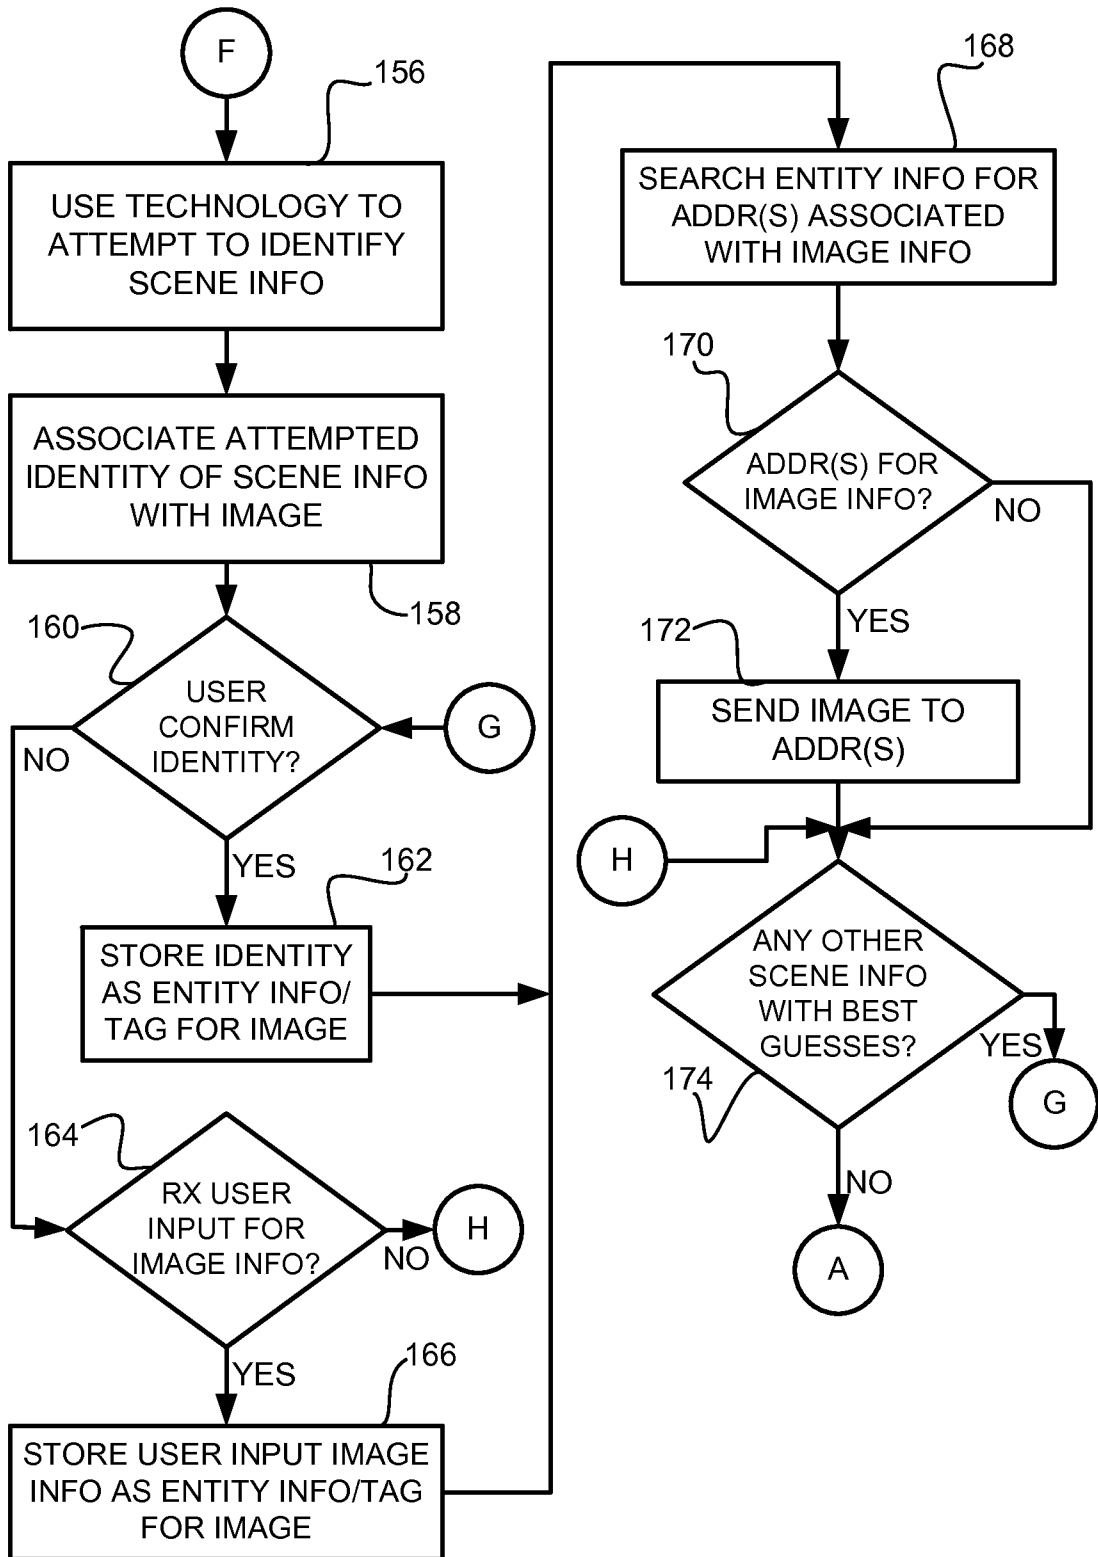 F
156
USE TECHNOLOGY TO
ATTEMPT TO IDENTIFY
SCENE INFO
ASSOCIATE ATTEMPTED
IDENTITY OF SCENE INFO
WITH IMAGE
158
160
USER
CONFIRM
IDENTITY?
G
NO
YES
162
STORE IDENTITY
AS ENTITY INFO/
TAG FOR IMAGE
164
RX USER
INPUT FOR
IMAGE INFO?
H
NO
YES
166
STORE USER INPUT IMAGE
INFO AS ENTITY INFO/TAG
FOR IMAGE
168
SEARCH ENTITY INFO FOR
ADDR(S) ASSOCIATED
WITH IMAGE INFO
170
ADDR(S) FOR
IMAGE INFO?
NO
YES
172
SEND IMAGE TO
ADDR(S)
H
ANY OTHER
SCENE INFO
WITH BEST
GUESSES?
YES
174
G
NO
A